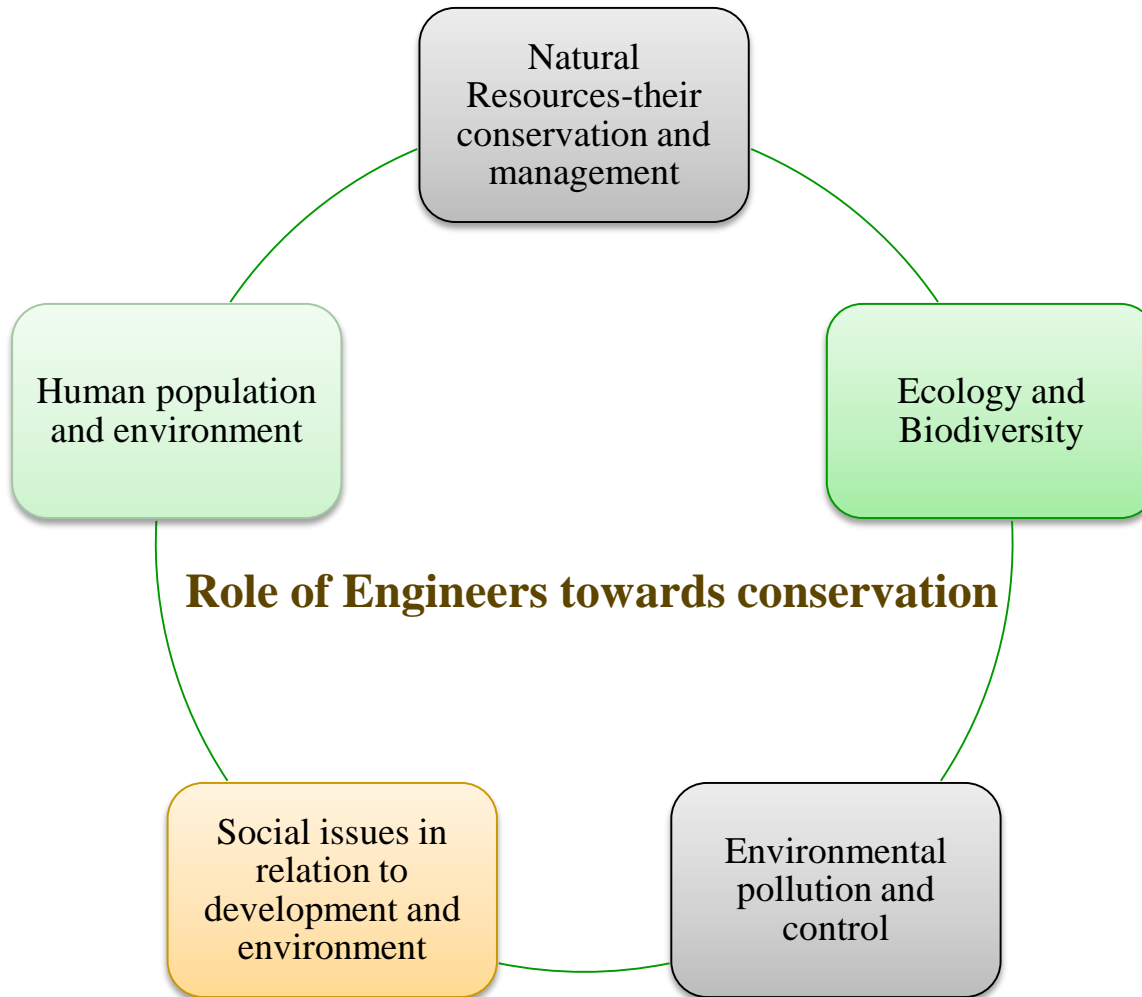 Natural
Resources-their
conservation and
management
Human population
and environment
Ecology and
Biodiversity
Role of Engineers towards conservation
Social issues in
relation to
development and
environment
Environmental
pollution and
control